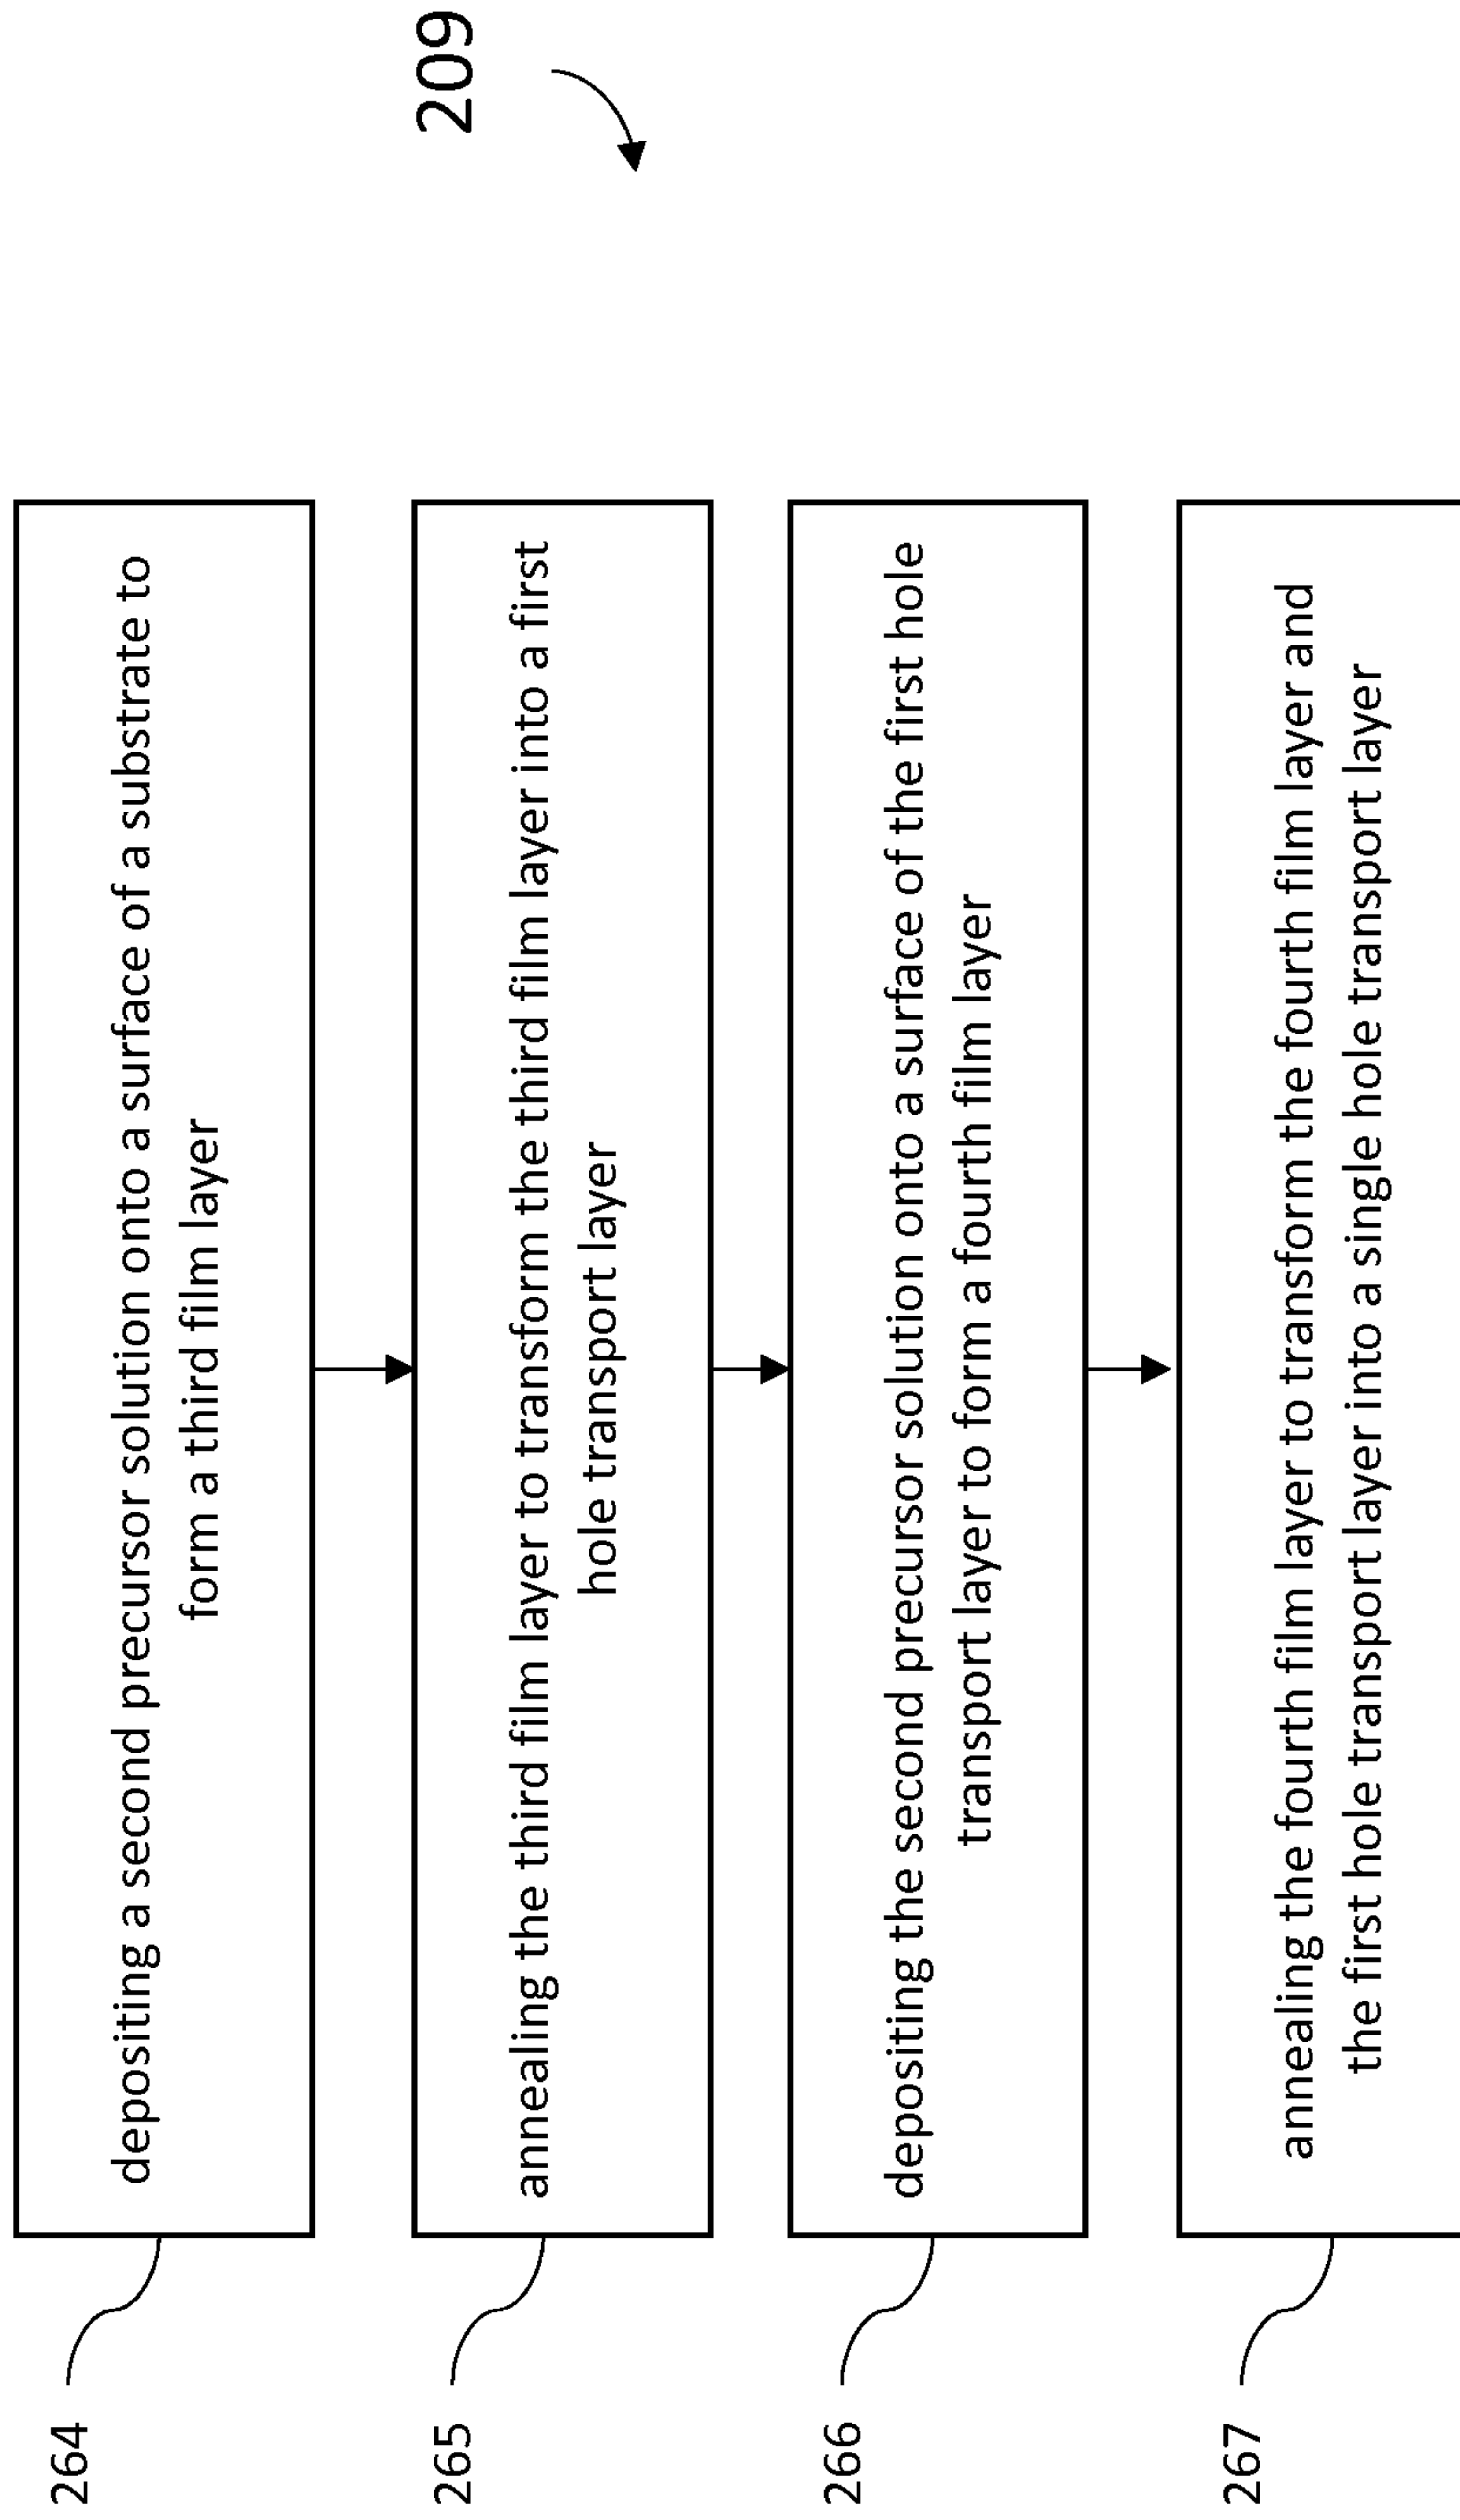 209
264
depositing a second precursor solution onto a surface of a substrate to
form a third film layer
265
annealing the third film layer to transform the third film layer into a first
hole transport layer
266
depositing the second precursor solution onto a surface of the first hole
transport layer to form a fourth film layer
267
annealing the fourth film layer to transform the fourth film layer and
the first hole transport layer into a single hole transport layer